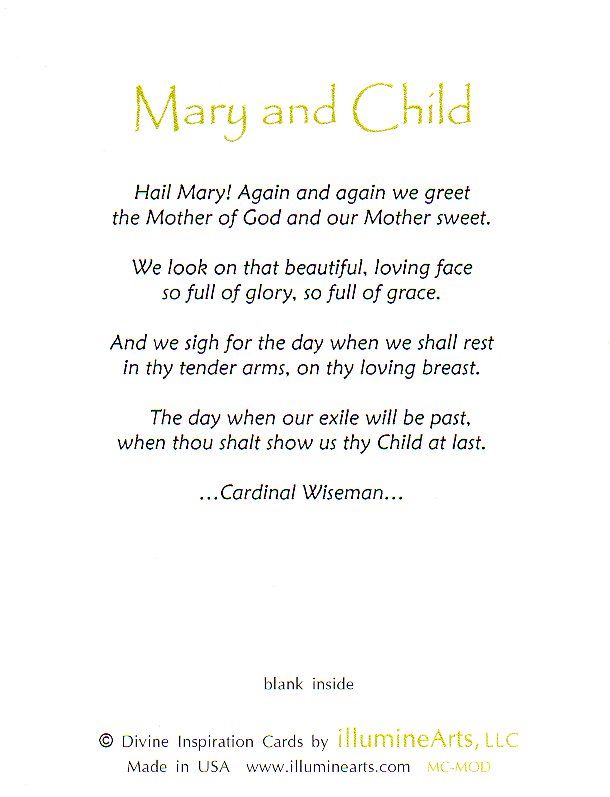 Mary and Child
Hail Mary! Again and again we greet
the Mother of God and our Mother sweet.
We look on that beautiful, loving face
so full of glory, so full of grace.
And we sigh for the day when we shall rest
in thy tender arms, on thy loving breast.
The day when our exile will be past,
when thou shalt show us thy Child at last.
...Cardinal Wiseman...
blank inside
© Divine Inspiration Cards by illumineArts, LLC
Made in USA www.illuminearts.com MC-MOD